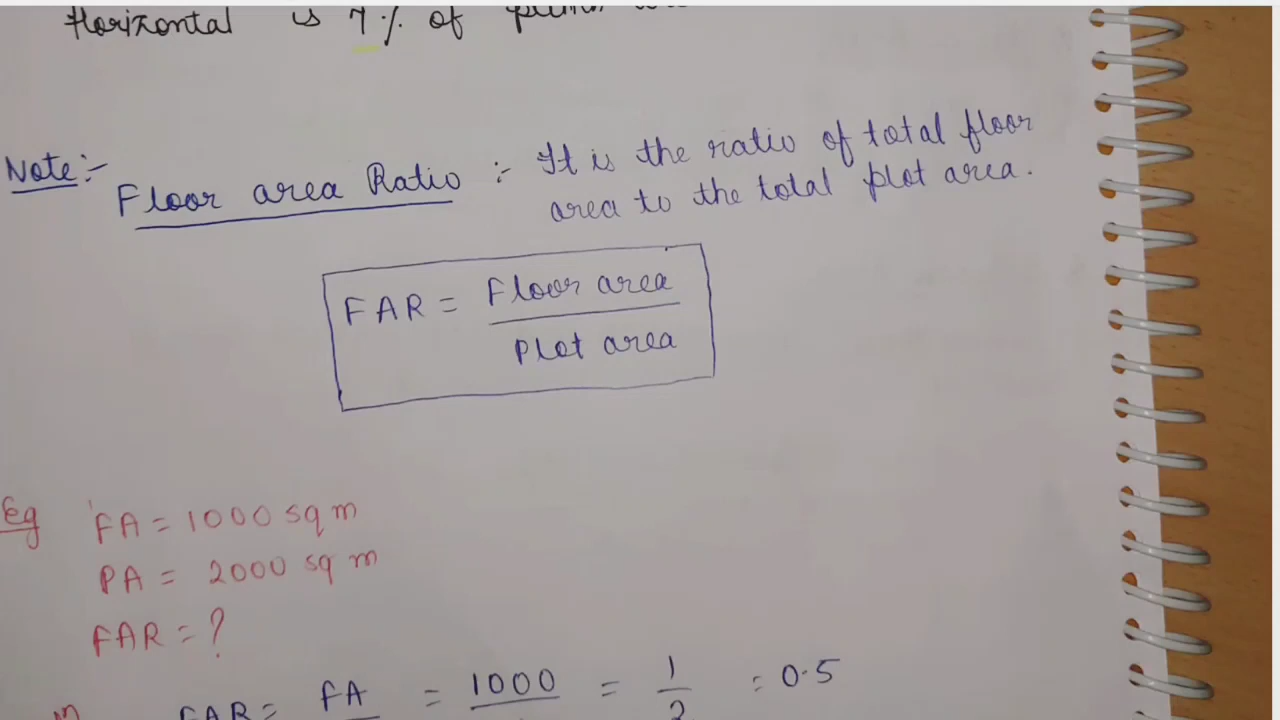 Horizontal is 7% of
Note:- Floor area Ratio :- It is the ratio of total floor
area to the total plot area.
FAR = Floor area
Plot area
Eg FA = 1000 sq m
PA = 2000 sq m
FAR = ?
FAR = FA = 1000 = 1 = 0.5
2